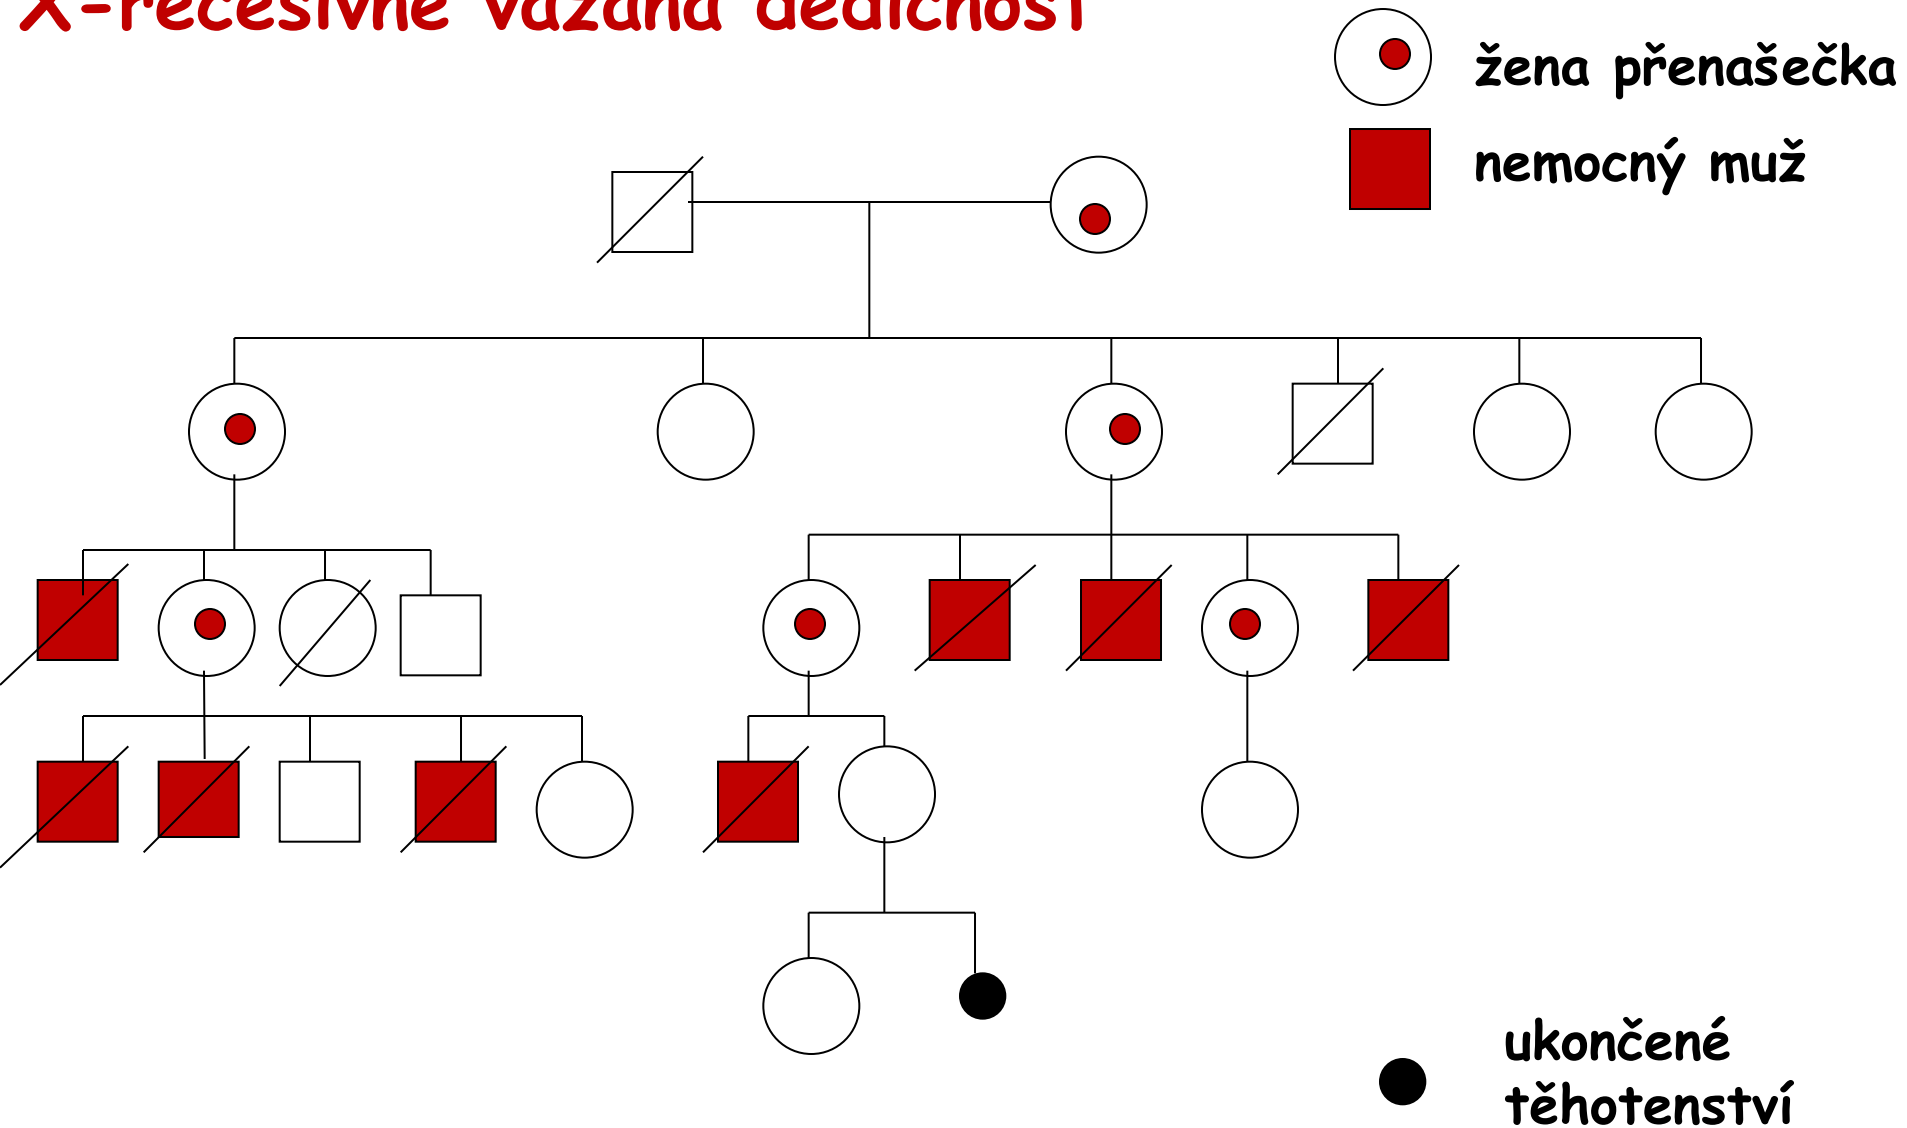 X-recesivně vázaná dědičnost
žena přenašečka
nemocný muž
ukončené
těhotenství